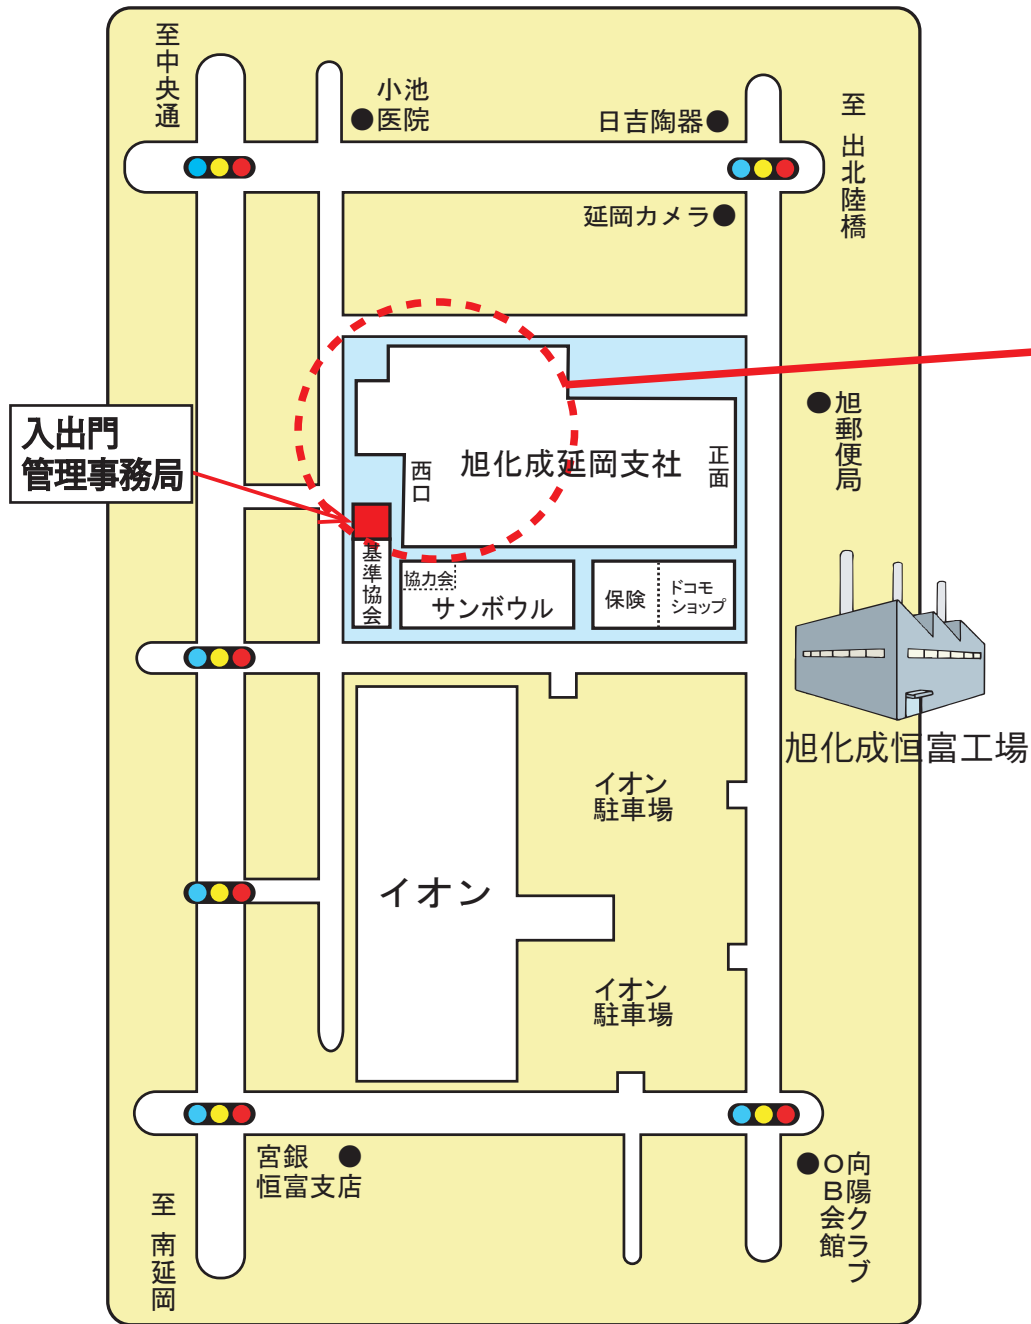 至中央通
小池
医院
日吉陶器
至 出北陸橋
延岡カメラ
旭郵便局
入出門
管理事務局
旭化成延岡支社
西口
正面
基準協会
協力会
サンボウル
保険
ドコモ
ショップ
旭化成恒富工場
イオン
駐車場
イオン
イオン
駐車場
宮銀
恒富支店
向陽クラブ
OB会館
至 南延岡